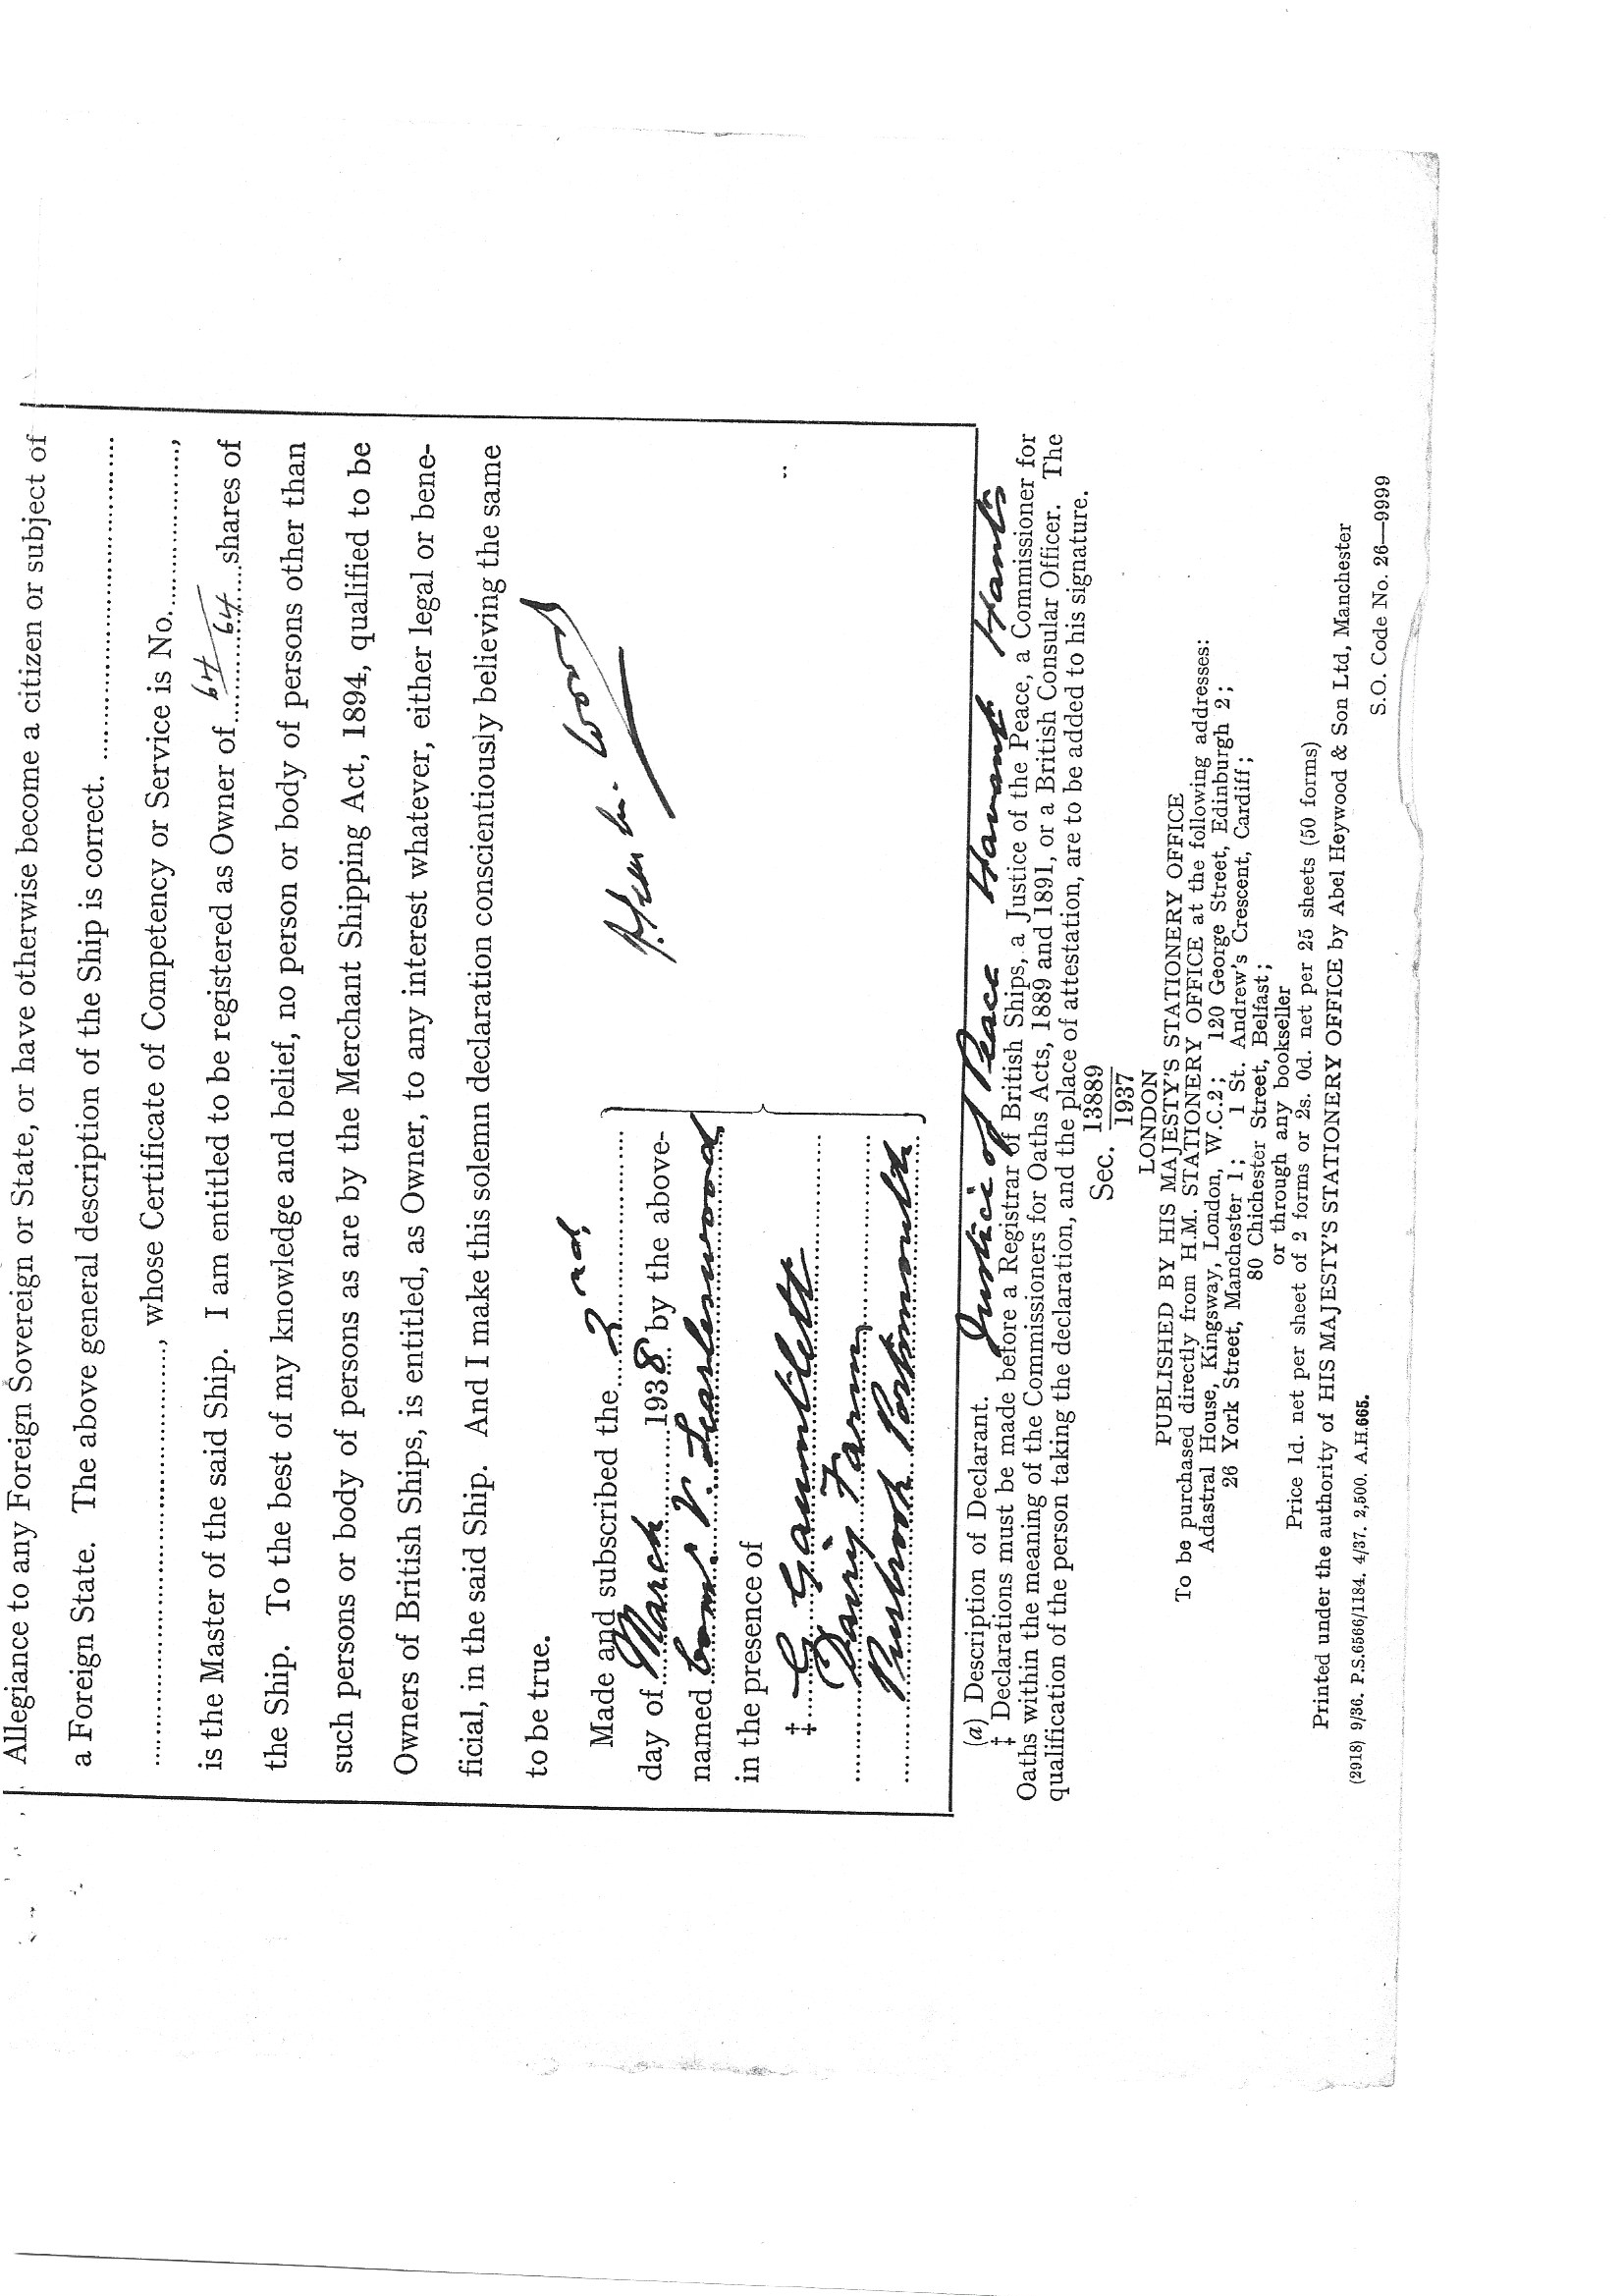 Allegiance to any Foreign Sovereign or State, or have otherwise become a citizen or subject of
a Foreign State. The above general description of the Ship is correct. ..............................
........................................, whose Certificate of Competency or Service is No. ..............,
is the Master of the said Ship. I am entitled to be registered as Owner of 64/64 shares of
the Ship. To the best of my knowledge and belief, no person or body of persons other than
such persons or body of persons as are by the Merchant Shipping Act, 1894, qualified to be
Owners of British Ships, is entitled, as Owner, to any interest whatever, either legal or bene-
ficial, in the said Ship. And I make this solemn declaration conscientiously believing the same
to be true.
Made and subscribed the 2nd
day of March 1938 by the above-
named V.
in the presence of
‡ G Gauntlett
Dairy Farm,
Purbrook Portsmouth.
Justice of Peace Havant Hants
(a) Description of Declarant.
‡ Declarations must be made before a Registrar of British Ships, a Justice of the Peace, a Commissioner for
Oaths within the meaning of the Commissioners for Oaths Acts, 1889 and 1891, or a British Consular Officer. The
qualification of the person taking the declaration, and the place of attestation, are to be added to his signature.
Sec. 13889
1937
LONDON
PUBLISHED BY HIS MAJESTY'S STATIONERY OFFICE
To be purchased directly from H.M. STATIONERY OFFICE at the following addresses:
Adastral House, Kingsway, London, W.C.2; 120 George Street, Edinburgh 2;
26 York Street, Manchester 1; 1 St. Andrew's Crescent, Cardiff;
80 Chichester Street, Belfast;
or through any bookseller
Price 1d. net per sheet of 2 forms or 2s. 0d. net per 25 sheets (50 forms)
Printed under the authority of HIS MAJESTY'S STATIONERY OFFICE by Abel Heywood & Son Ltd, Manchester
(2918) 9/36. P.S.6566/1184. 4/37. 2,500. A.H.665.
S.O. Code No. 26—9999